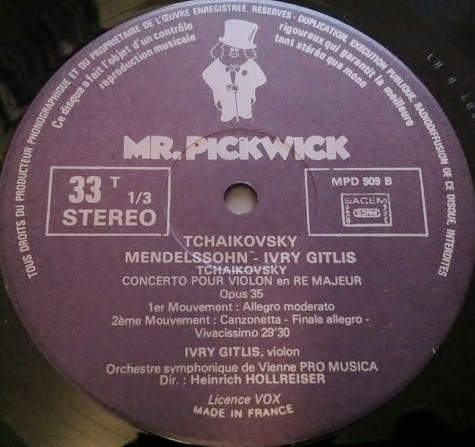 TOUS DROITS DU PRODUCTEUR PHONOGRAPHIQUE ET DU PROPRIETAIRE DE L'ŒUVRE ENREGISTREE, RESERVES - DUPLICATION, EXECUTION PUBLIQUE, RADIODIFFUSION DE CE DISQUE INTERDITES
Ce disque a fait l'objet d'un contrôle
rigoureux qui garantit la meilleure
reproduction musicale
tant stéréo que mono
MR. PICKWICK
33 T 1/3
STEREO
MPD 909 B
SACEM
SDRM
TCHAIKOVSKY
MENDELSSOHN - IVRY GITLIS
TCHAIKOVSKY
CONCERTO POUR VIOLON en RE MAJEUR
Opus 35
1er Mouvement : Allegro moderato
2ème Mouvement : Canzonetta - Finale allegro -
Vivacissimo 29'30
IVRY GITLIS, violon
Orchestre symphonique de Vienne PRO MUSICA
Dir. : Heinrich HOLLREISER
Licence VOX
MADE IN FRANCE